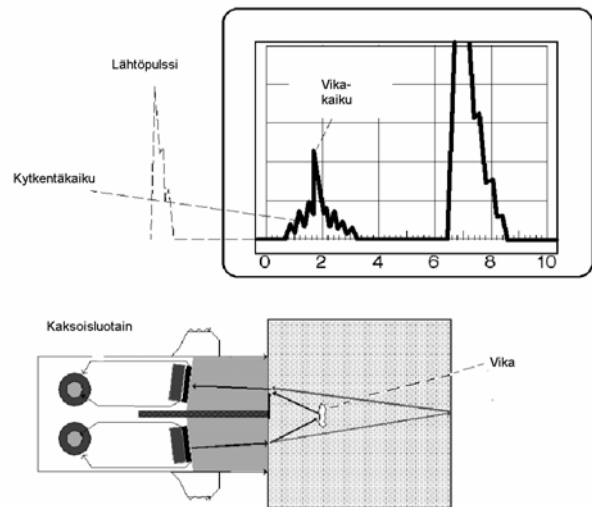 Lähtöpulssi
Vika-
kaiku
Kytkentäkaiku
0 2 4 6 8 10
Kaksoisluotain
Vika